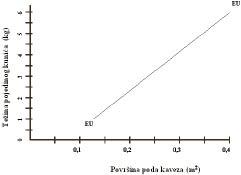 Težina pojedinog kunića (kg)
EU
6
5
4
3
2
1
0
EU
0,1
0,2
0,3
0,4
Površina poda kaveza (m²)